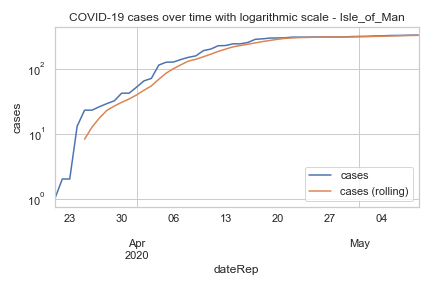 COVID-19 cases over time with logarithmic scale - Isle_of_Man
cases
10²
10¹
10⁰
cases
cases (rolling)
23 30 06 13 20 27 04
Apr May
2020
dateRep